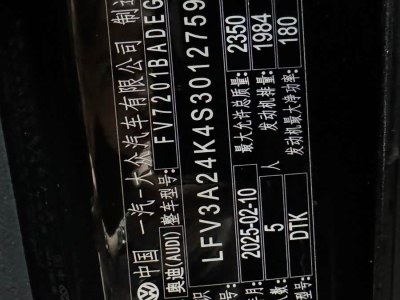 中国 一汽-大众汽车有限公司 制造
奥迪(AUDI) 整车型号: FV7201BADEG
LFV3A24K4S3012759
2025-02-10 最大允许总质量: 2350
5 发动机排量: 1984
DTK 发动机最大净功率: 180